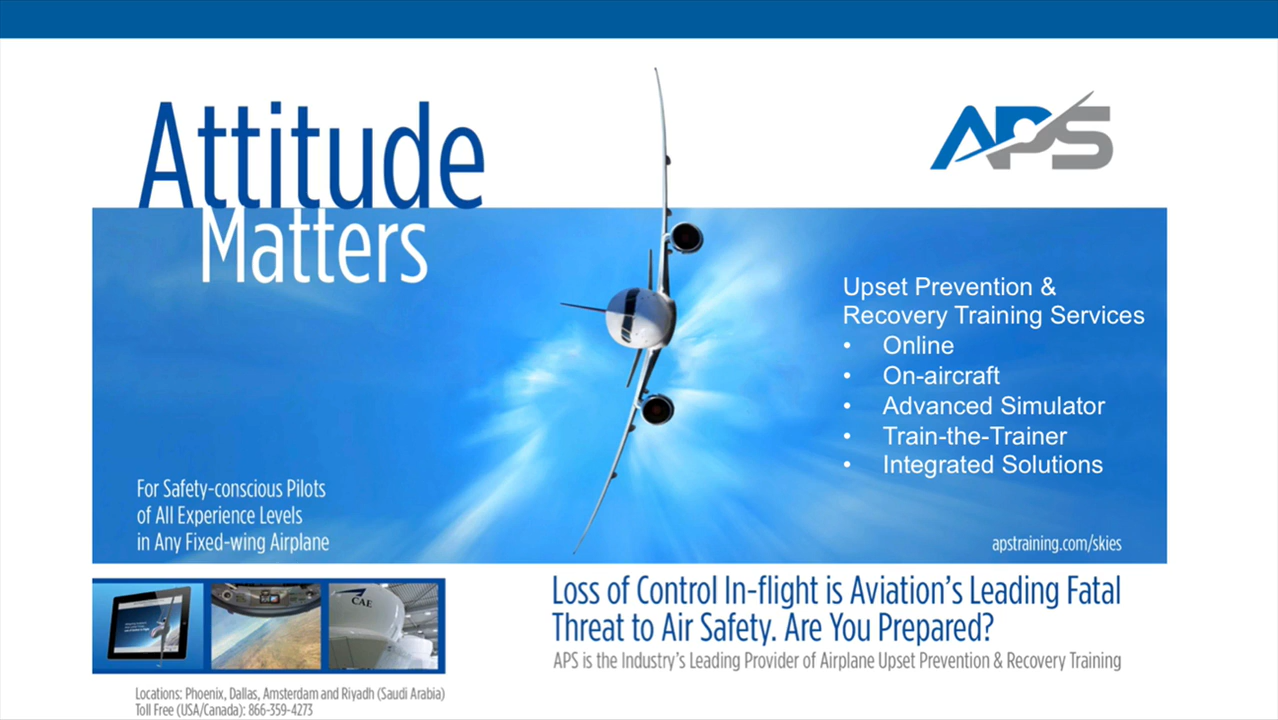 Attitude
Matters
APS
Upset Prevention &
Recovery Training Services
• Online
• On-aircraft
• Advanced Simulator
• Train-the-Trainer
• Integrated Solutions
For Safety-conscious Pilots
of All Experience Levels
in Any Fixed-wing Airplane
apstraining.com/skies
CAE
Loss of Control In-flight is Aviation's Leading Fatal
Threat to Air Safety. Are You Prepared?
APS is the Industry's Leading Provider of Airplane Upset Prevention & Recovery Training
Locations: Phoenix, Dallas, Amsterdam and Riyadh (Saudi Arabia)
Toll Free (USA/Canada): 866-359-4273